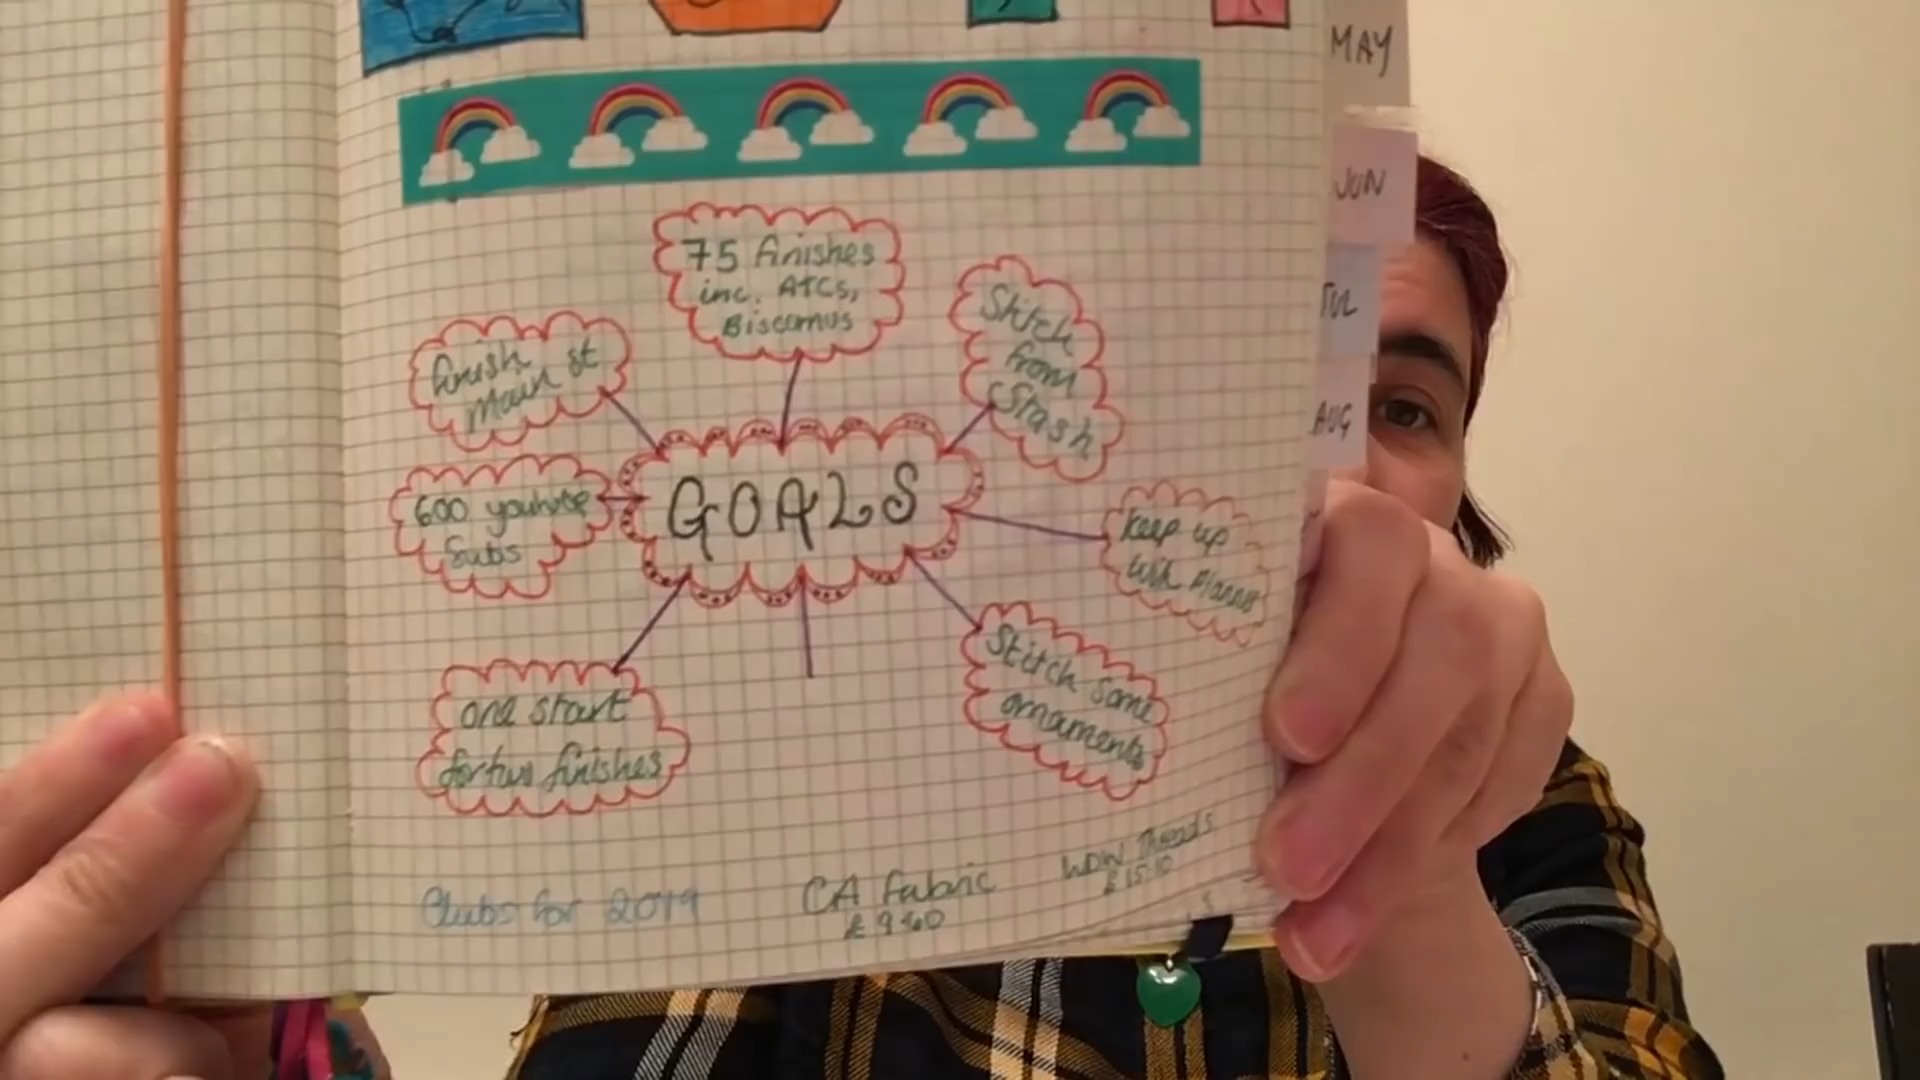 MAY
JUN
JUL
AUG
75 finishes
inc. ATCs,
Biscornus
Stitch
from
Stash
finish
Main st
GOALS
600 youtube
Subs
keep up
with Planner
Stitch some
ornaments
one start
for two finishes
Clubs for 2019
CA fabric
£9.40
WDW Threads
£15.10